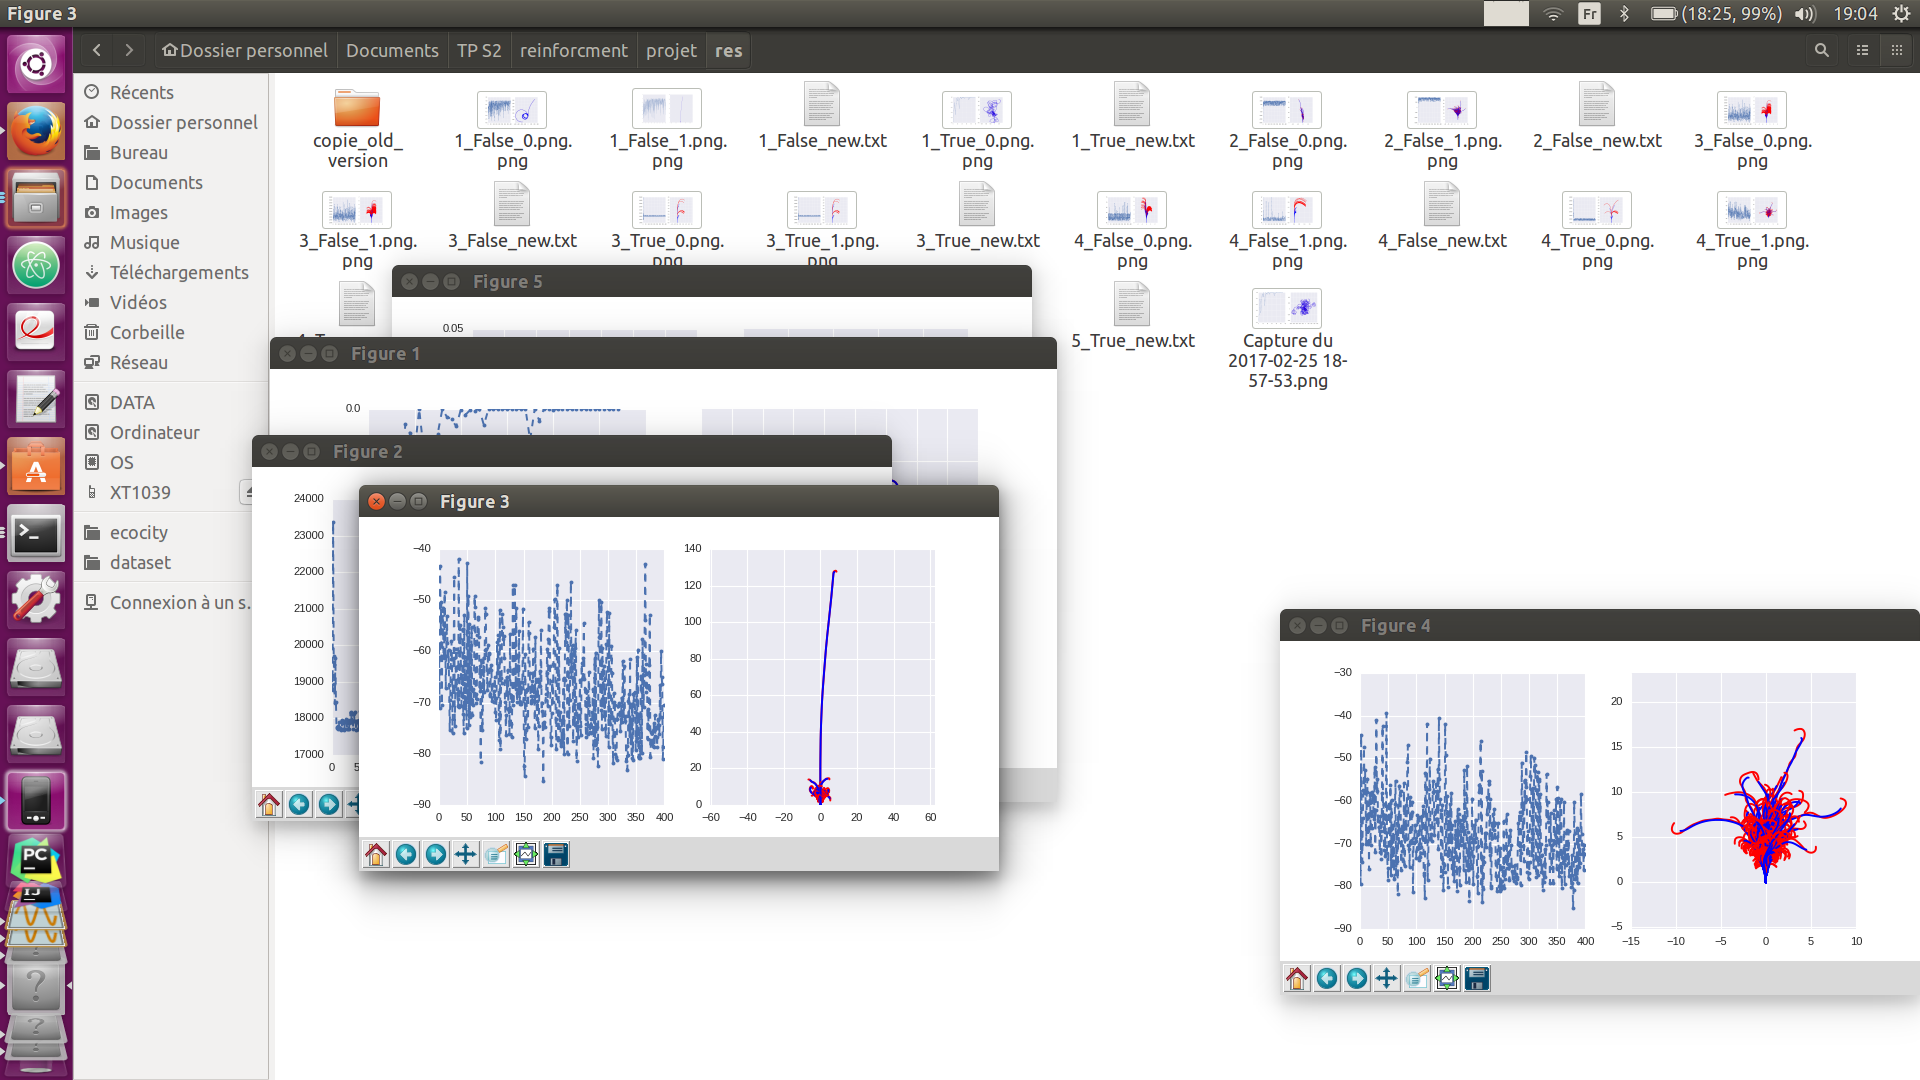 Figure 3
Fr
(18:25, 99%)
19:04
Dossier personnel
Documents
TP S2
reinforcment
projet
res
Récents
Dossier personnel
Bureau
Documents
Images
Musique
Téléchargements
Vidéos
Corbeille
Réseau
DATA
Ordinateur
OS
XT1039
ecocity
dataset
Connexion à un s…
copie_old_
version
1_False_0.png.
png
1_False_1.png.
png
1_False_new.txt
1_True_0.png.
png
1_True_new.txt
2_False_0.png.
png
2_False_1.png.
png
2_False_new.txt
3_False_0.png.
png
3_False_1.png.
png
3_False_new.txt
3_True_0.png.
png
3_True_1.png.
png
3_True_new.txt
4_False_0.png.
png
4_False_1.png.
png
4_False_new.txt
4_True_0.png.
png
4_True_1.png.
png
5_True_new.txt
Capture du
2017-02-25 18-
57-53.png
Figure 5
0.05
Figure 1
0.0
Figure 2
24000
23000
22000
21000
20000
19000
18000
17000
0
Figure 3
−40
−50
−60
−70
−80
−90
0 50 100 150 200 250 300 350 400
140
120
100
80
60
40
20
0
−60 −40 −20 0 20 40 60
Figure 4
−30
−40
−50
−60
−70
−80
−90
0 50 100 150 200 250 300 350 400
20
15
10
5
0
−5
−15 −10 −5 0 5 10
PC
IJ